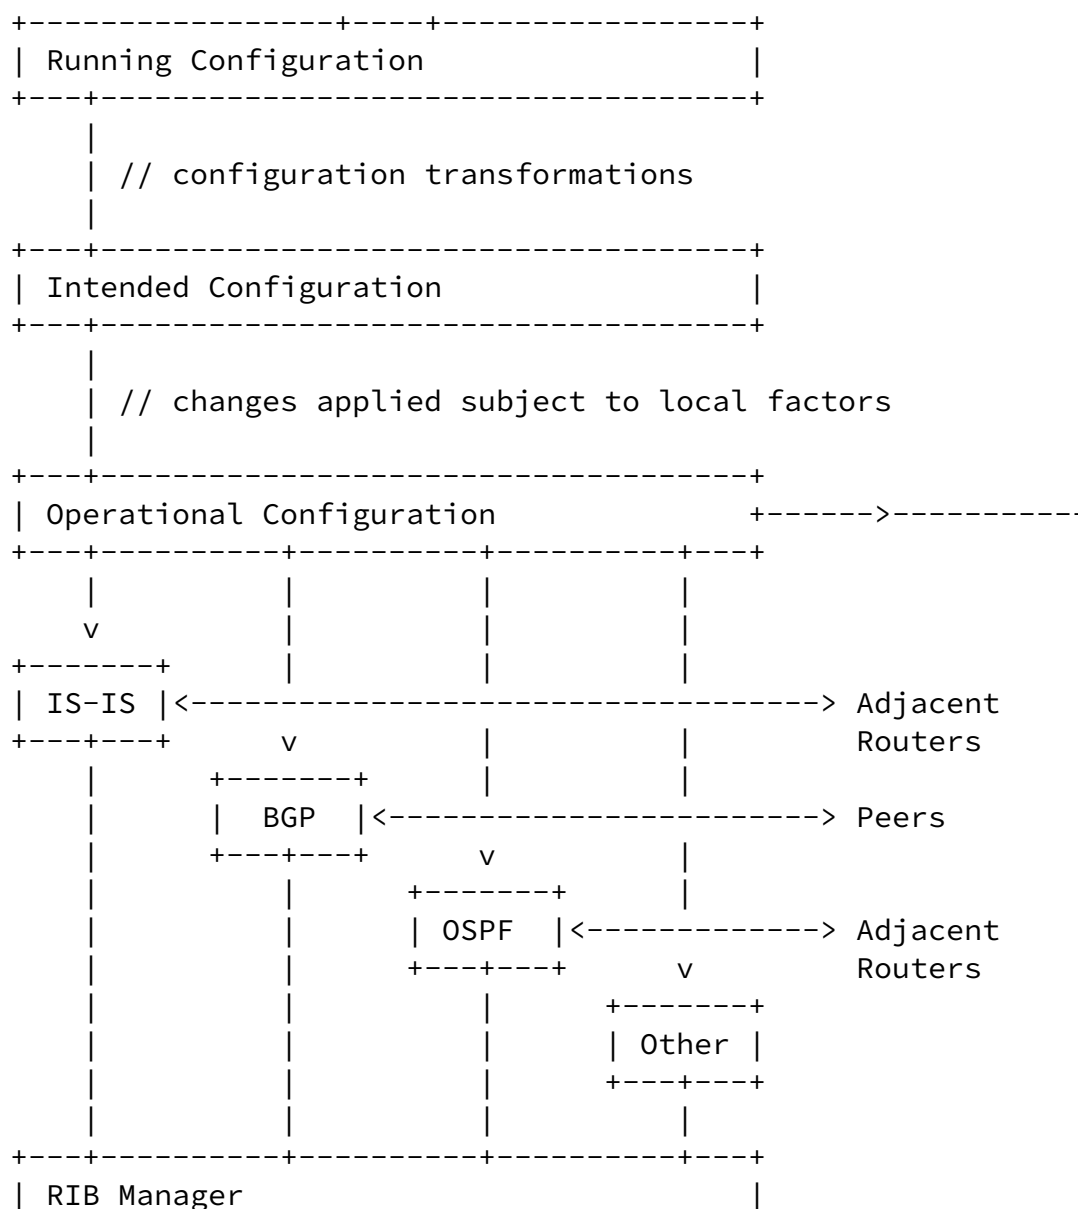 +-----------------+----+-----------------+
| Running Configuration                  |
+---+------------------------------------+
    |
    | // configuration transformations
    |
+---+------------------------------------+
| Intended Configuration                 |
+---+------------------------------------+
    |
    | // changes applied subject to local factors
    |
+---+------------------------------------+
| Operational Configuration              +------>-----------
+---+----------+----------+----------+---+
    |          |          |          |
    v          |          |          |
+-------+      |          |          |
| IS-IS |<-----------------------------------> Adjacent
+---+---+      v          |          |         Routers
    |      +-------+      |          |
    |      |  BGP  |<------------------------> Peers
    |      +---+---+      v          |
    |          |      +-------+      |
    |          |      | OSPF  |<-------------> Adjacent
    |          |      +---+---+      v         Routers
    |          |          |      +-------+
    |          |          |      | Other |
    |          |          |      +---+---+
    |          |          |          |
+---+----------+----------+----------+---+
| RIB Manager                            |